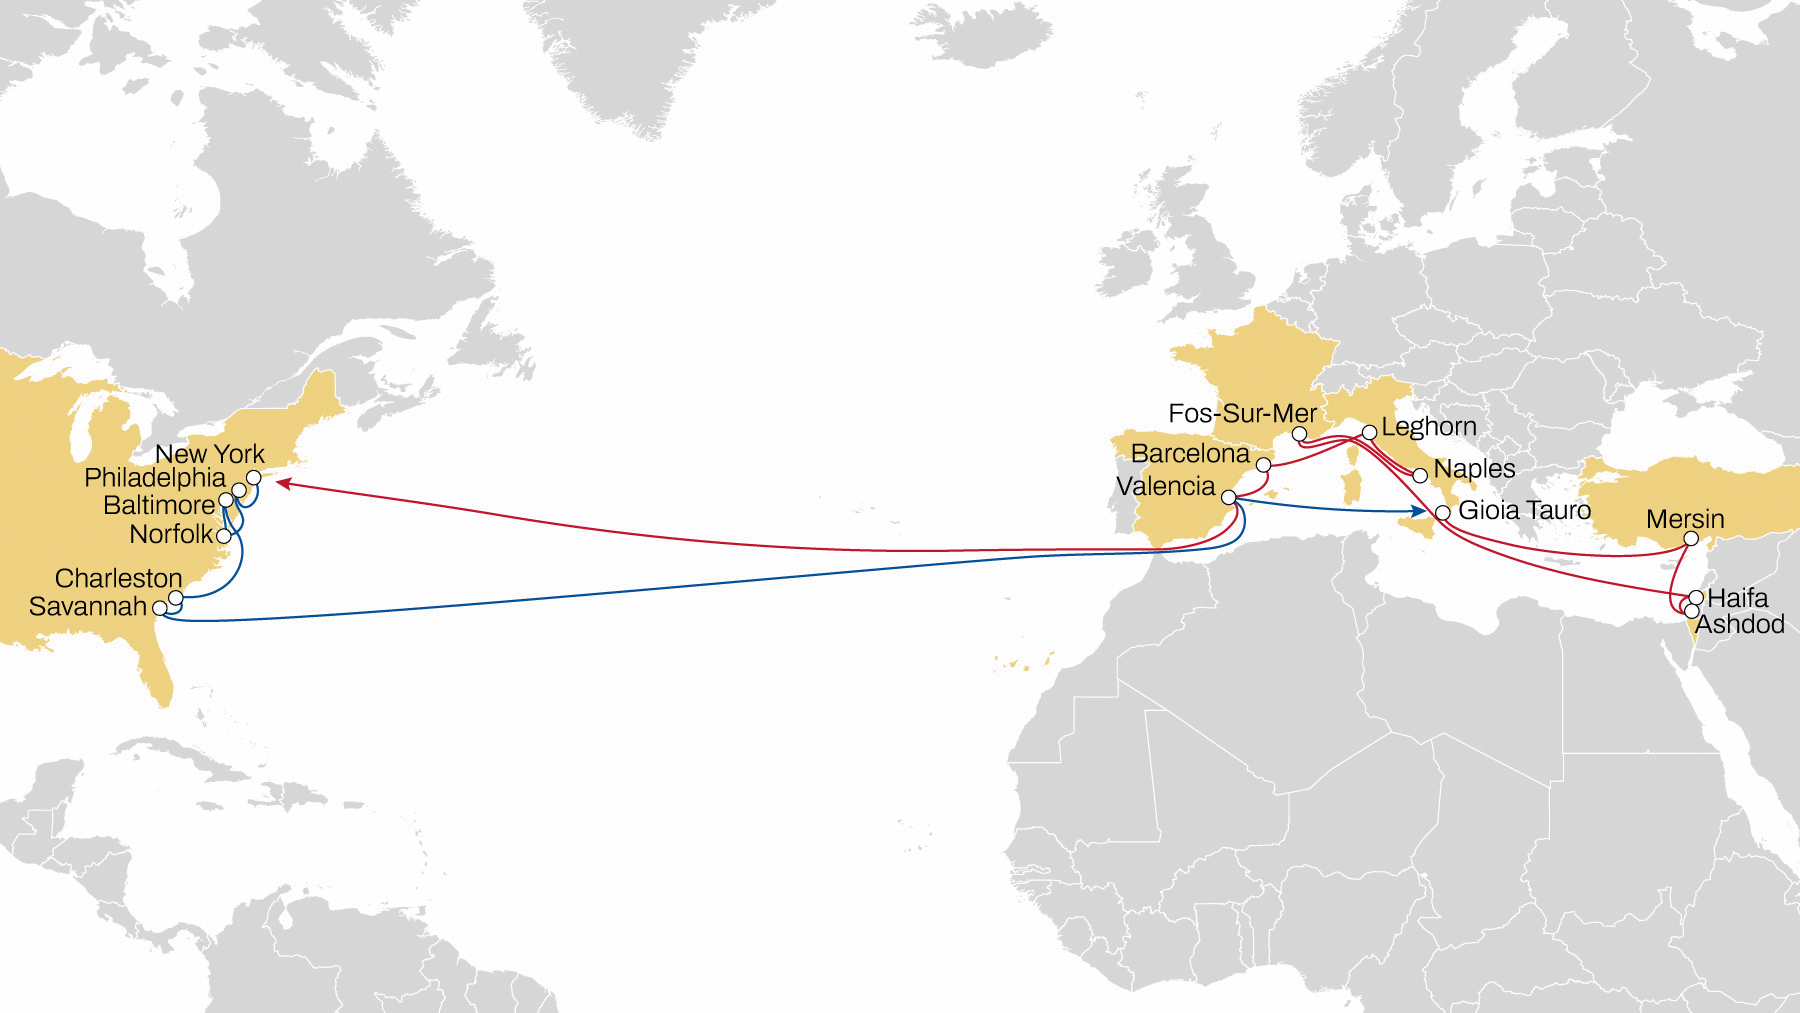 New York
Philadelphia
Baltimore
Norfolk
Charleston
Savannah
Fos-Sur-Mer
Leghorn
Barcelona
Naples
Valencia
Gioia Tauro
Mersin
Haifa
Ashdod